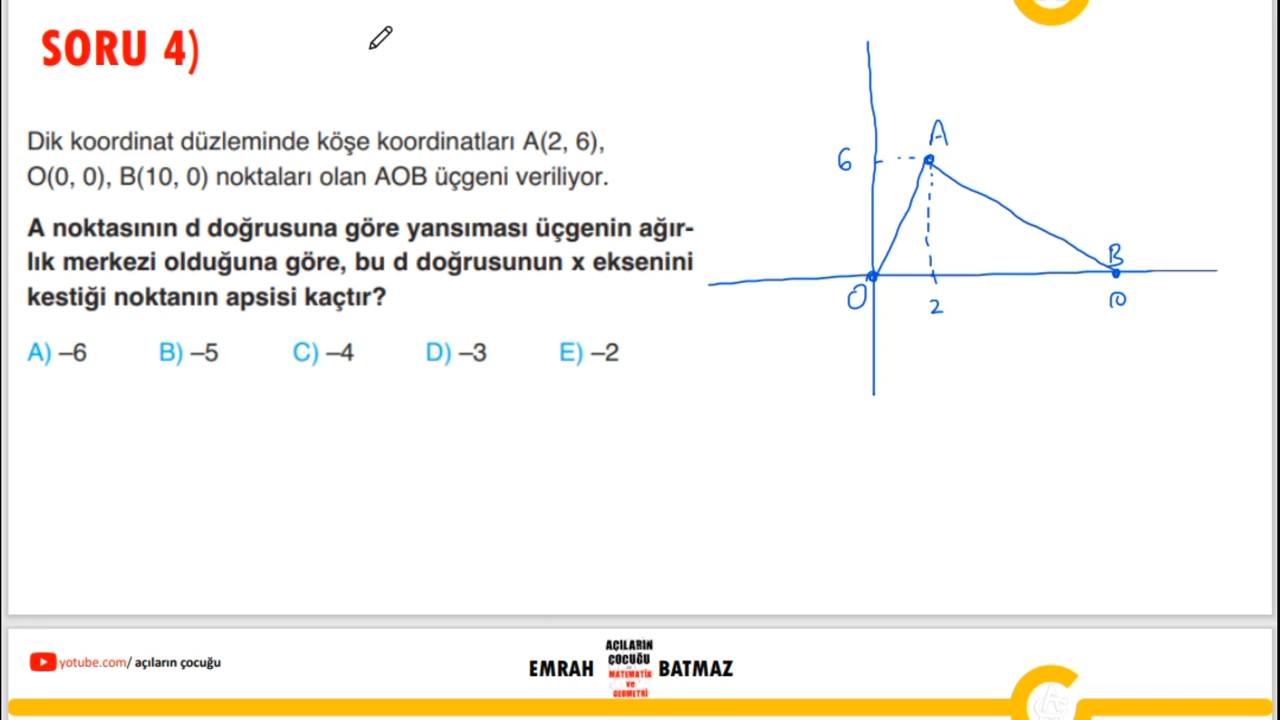 SORU 4)
Dik koordinat düzleminde köşe koordinatları A(2, 6),
O(0, 0), B(10, 0) noktaları olan AOB üçgeni veriliyor.
A noktasının d doğrusuna göre yansıması üçgenin ağır-
lık merkezi olduğuna göre, bu d doğrusunun x eksenini
kestiği noktanın apsisi kaçtır?
A) –6 B) –5 C) –4 D) –3 E) –2
A
6
B
O
2
10
yotube.com/ açıların çocuğu
EMRAH
AÇILARIN
ÇOCUĞU
MATEMATİK
ve
GEOMETRİ
BATMAZ